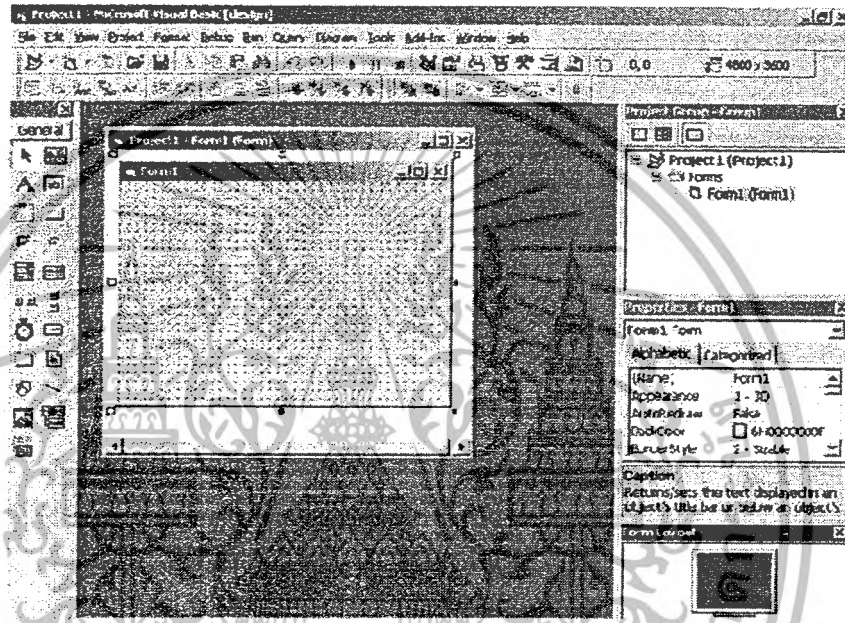 Project1 - Microsoft Visual Basic [design]
File Edit View Project Format Debug Run Query Diagram Tools Add-Ins Window Help
0, 0 4800 x 3600
General
Project1 - Form1 (Form)
Form1
Project Group - Form1
Project1 (Project1)
Forms
Form1 (Form1)
Properties - Form1
Form1 Form
Alphabetic Categorized
(Name) Form1
Appearance 1 - 3D
AutoRedraw False
BackColor &H8000000F
BorderStyle 2 - Sizable
Caption
Returns/sets the text displayed in an
object's title bar or below an object's
Form Layout